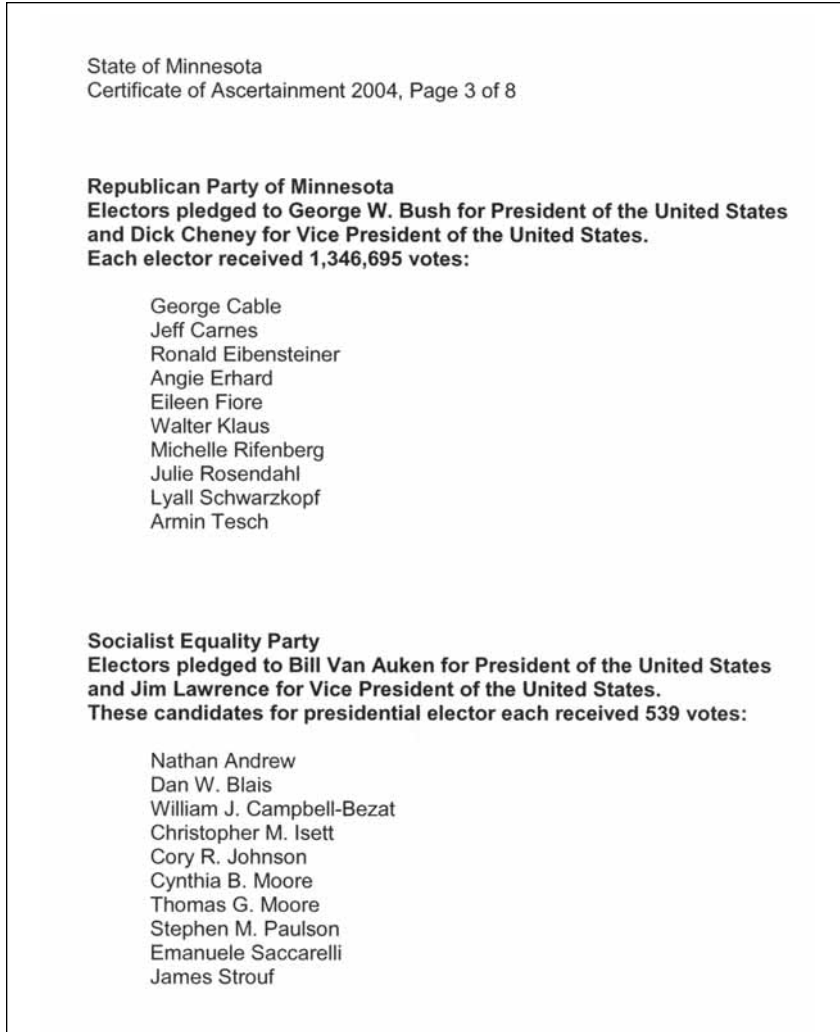 State of Minnesota
Certificate of Ascertainment 2004, Page 3 of 8
Republican Party of Minnesota
Electors pledged to George W. Bush for President of the United States
and Dick Cheney for Vice President of the United States.
Each elector received 1,346,695 votes:
George Cable
Jeff Carnes
Ronald Eibensteiner
Angie Erhard
Eileen Fiore
Walter Klaus
Michelle Rifenberg
Julie Rosendahl
Lyall Schwarzkopf
Armin Tesch
Socialist Equality Party
Electors pledged to Bill Van Auken for President of the United States
and Jim Lawrence for Vice President of the United States.
These candidates for presidential elector each received 539 votes:
Nathan Andrew
Dan W. Blais
William J. Campbell-Bezat
Christopher M. Isett
Cory R. Johnson
Cynthia B. Moore
Thomas G. Moore
Stephen M. Paulson
Emanuele Saccarelli
James Strouf